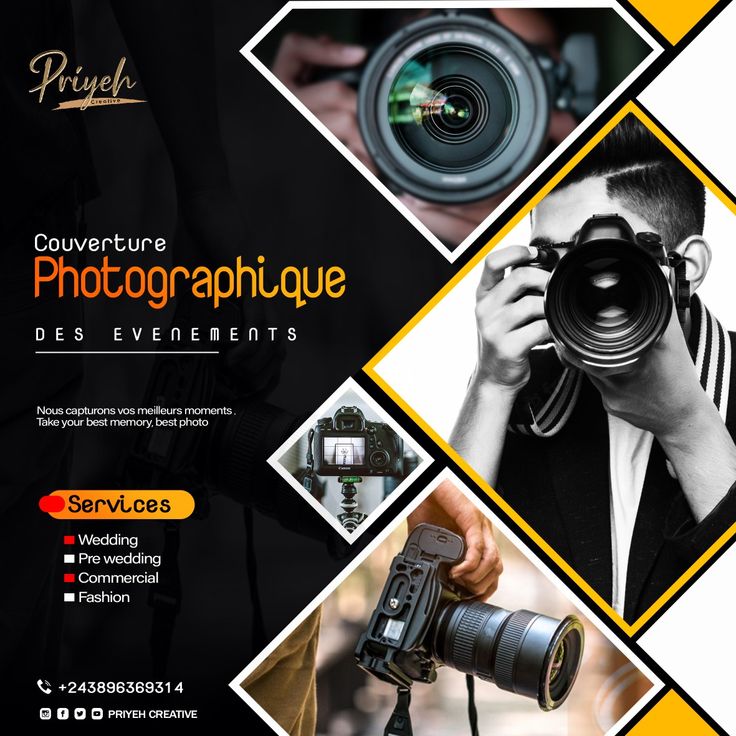 Priyeh
Creative
Couverture
Photographique
DES EVENEMENTS
Nous capturons vos meilleurs moments.
Take your best memory, best photo
Canon
Services
Wedding
Pre wedding
Commercial
Fashion
+243896369314
PRIYEH CREATIVE